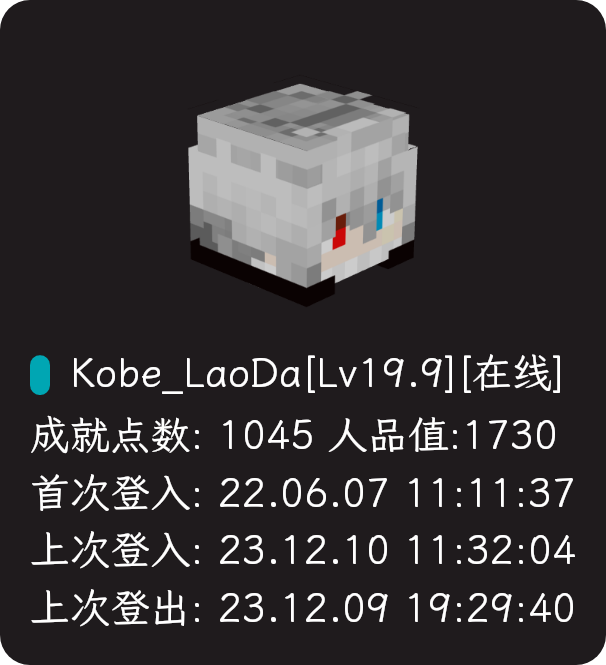 Kobe_LaoDa[Lv19.9][在线]
成就点数: 1045 人品值:1730
首次登入: 22.06.07 11:11:37
上次登入: 23.12.10 11:32:04
上次登出: 23.12.09 19:29:40